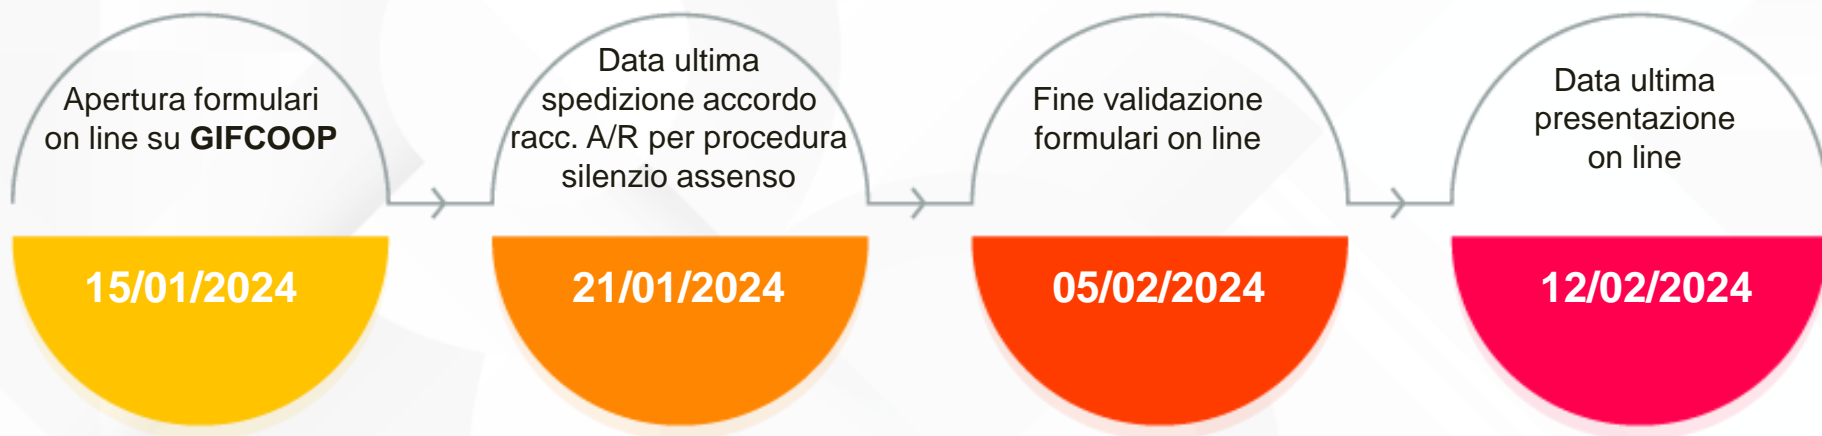 Apertura formulari
on line su GIFCOOP
15/01/2024
Data ultima
spedizione accordo
racc. A/R per procedura
silenzio assenso
21/01/2024
Fine validazione
formulari on line
05/02/2024
Data ultima
presentazione
on line
12/02/2024